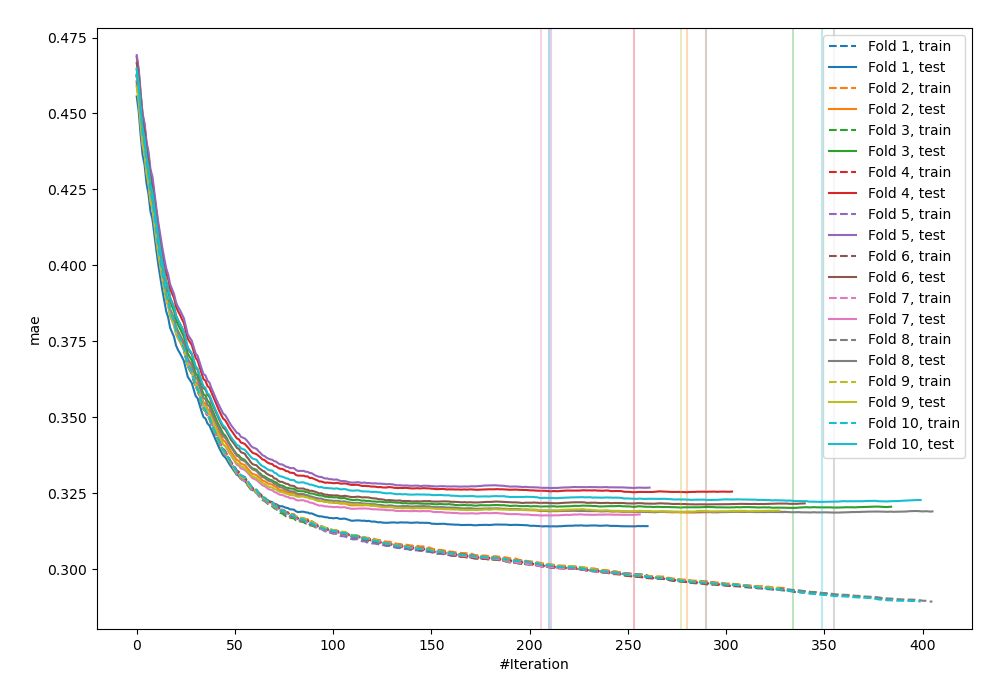 0.475
0.450
0.425
0.400
0.375
0.350
0.325
0.300
mae
0
50
100
150
200
250
300
350
400
#Iteration
Fold 1, train
Fold 1, test
Fold 2, train
Fold 2, test
Fold 3, train
Fold 3, test
Fold 4, train
Fold 4, test
Fold 5, train
Fold 5, test
Fold 6, train
Fold 6, test
Fold 7, train
Fold 7, test
Fold 8, train
Fold 8, test
Fold 9, train
Fold 9, test
Fold 10, train
Fold 10, test